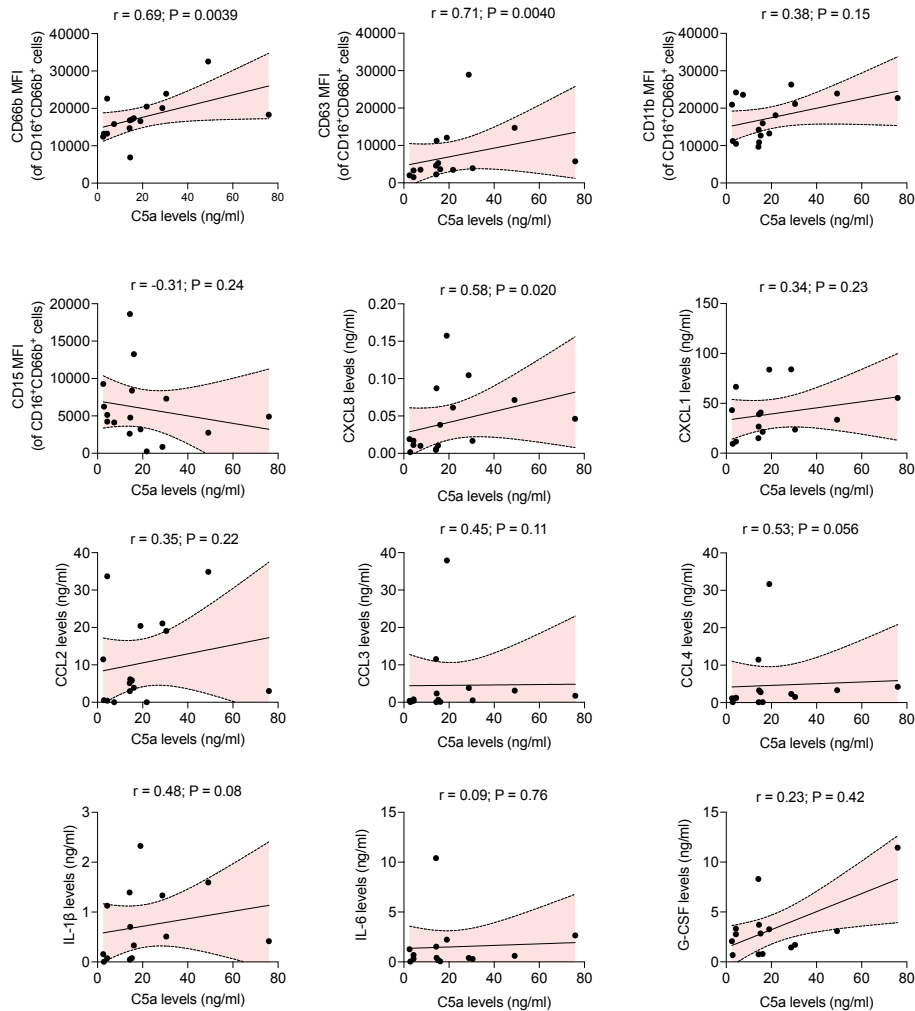 r = 0.69; P = 0.0039
CD66b MFI
(of CD16⁺CD66b⁺ cells)
40000
30000
20000
10000
0
0 20 40 60 80
C5a levels (ng/ml)
r = 0.71; P = 0.0040
CD63 MFI
(of CD16⁺CD66b⁺ cells)
40000
30000
20000
10000
0
0 20 40 60 80
C5a levels (ng/ml)
r = 0.38; P = 0.15
CD11b MFI
(of CD16⁺CD66b⁺ cells)
40000
30000
20000
10000
0
0 20 40 60 80
C5a levels (ng/ml)
r = -0.31; P = 0.24
CD15 MFI
(of CD16⁺CD66b⁺ cells)
20000
15000
10000
5000
0
0 20 40 60 80
C5a levels (ng/ml)
r = 0.58; P = 0.020
CXCL8 levels (ng/ml)
0.20
0.15
0.10
0.05
0.00
0 20 40 60 80
C5a levels (ng/ml)
r = 0.34; P = 0.23
CXCL1 levels (ng/ml)
150
100
50
0
0 20 40 60 80
C5a levels (ng/ml)
r = 0.35; P = 0.22
CCL2 levels (ng/ml)
40
30
20
10
0
0 20 40 60 80
C5a levels (ng/ml)
r = 0.45; P = 0.11
CCL3 levels (ng/ml)
40
30
20
10
0
0 20 40 60 80
C5a levels (ng/ml)
r = 0.53; P = 0.056
CCL4 levels (ng/ml)
40
30
20
10
0
0 20 40 60 80
C5a levels (ng/ml)
r = 0.48; P = 0.08
IL-1β levels (ng/ml)
3
2
1
0
0 20 40 60 80
C5a levels (ng/ml)
r = 0.09; P = 0.76
IL-6 levels (ng/ml)
15
10
5
0
0 20 40 60 80
C5a levels (ng/ml)
r = 0.23; P = 0.42
G-CSF levels (ng/ml)
15
10
5
0
0 20 40 60 80
C5a levels (ng/ml)